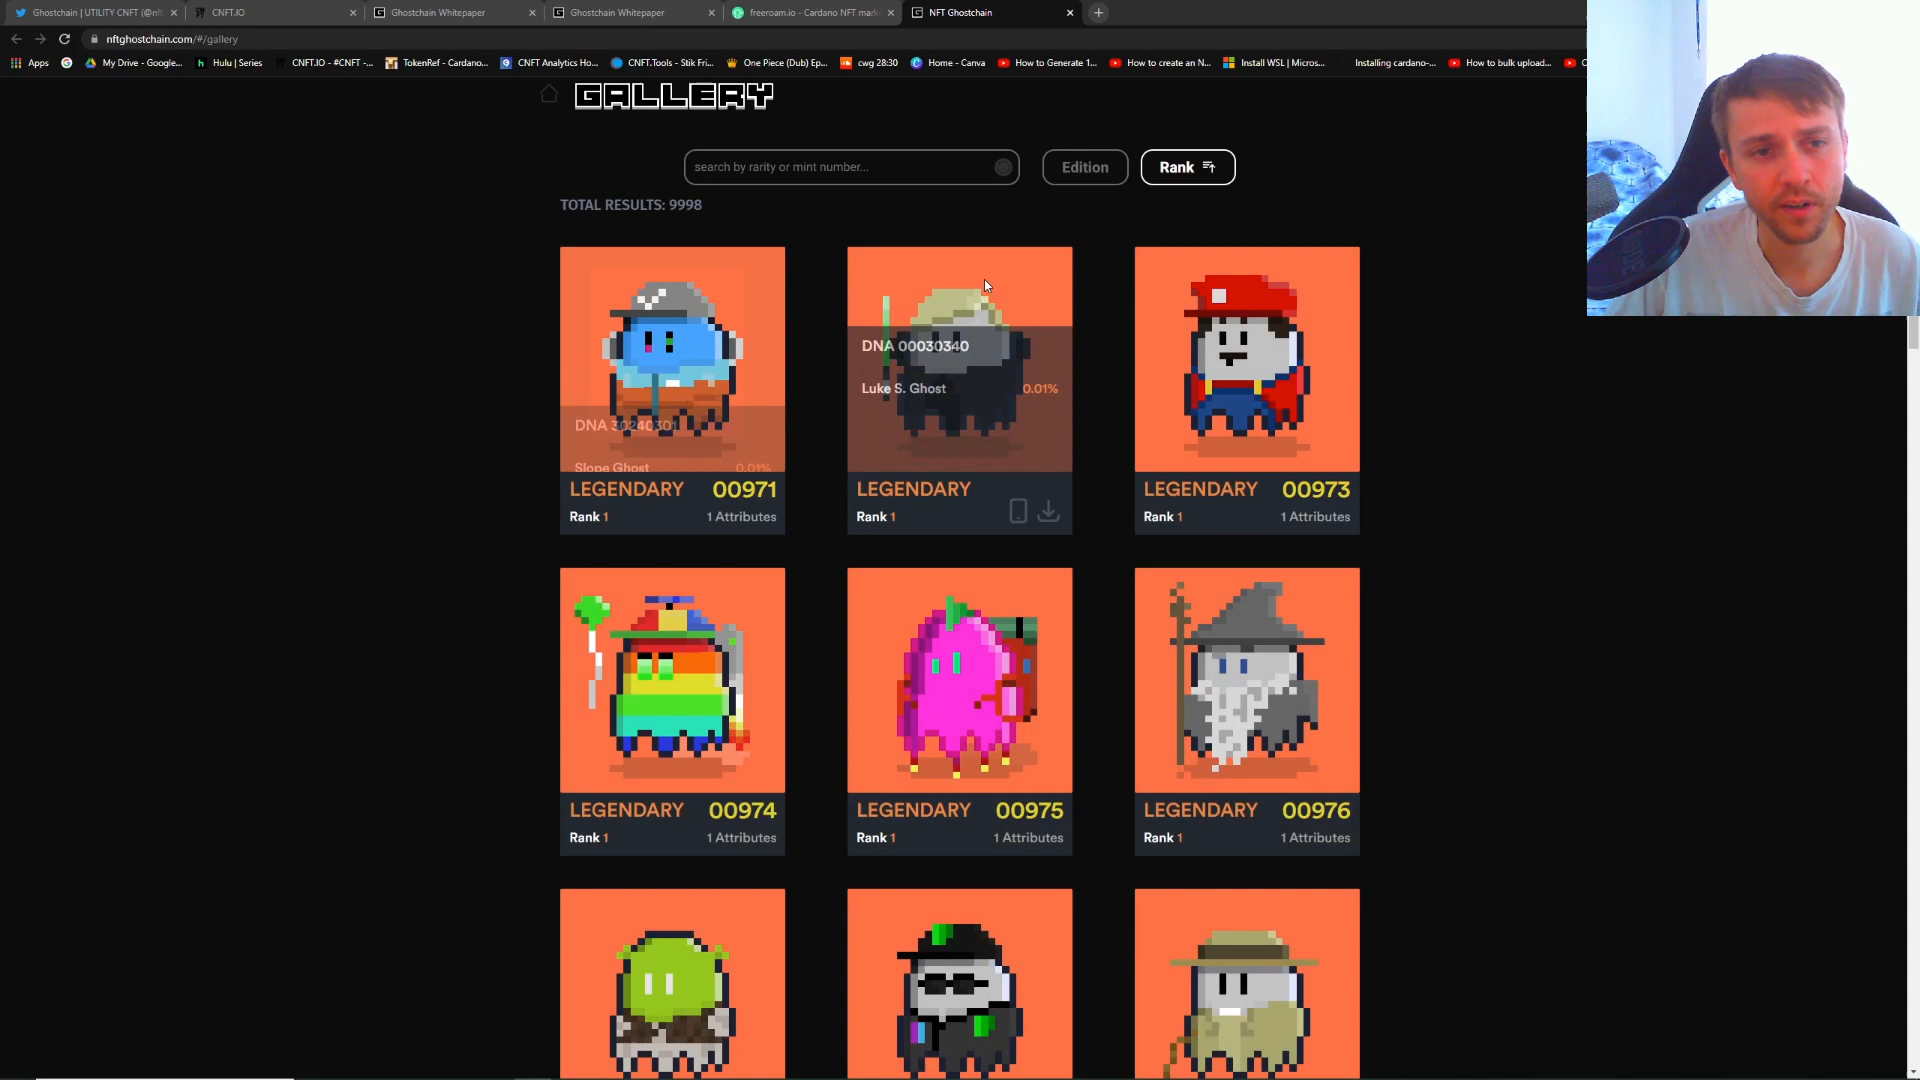 Ghostchain | UTILITY CNFT (@nf
CNFT.IO
Ghostchain Whitepaper
Ghostchain Whitepaper
freeroam.io - Cardano NFT mark
NFT Ghostchain
nftghostchain.com/#/gallery
Apps
My Drive - Google...
Hulu | Series
CNFT.IO - #CNFT -...
TokenRef - Cardano...
CNFT Analytics Ho...
CNFT.Tools - Stik Fri...
One Piece (Dub) Ep...
cwg 28:30
Home - Canva
How to Generate 1...
How to create an N...
Install WSL | Micros...
Installing cardano-...
How to bulk upload...
GALLERY
search by rarity or mint number...
Edition
Rank
TOTAL RESULTS: 9998
DNA 30240301
Slope Ghost 0.01%
LEGENDARY 00971
Rank 1 1 Attributes
DNA 00030340
Luke S. Ghost 0.01%
LEGENDARY
Rank 1
LEGENDARY 00973
Rank 1 1 Attributes
LEGENDARY 00974
Rank 1 1 Attributes
LEGENDARY 00975
Rank 1 1 Attributes
LEGENDARY 00976
Rank 1 1 Attributes